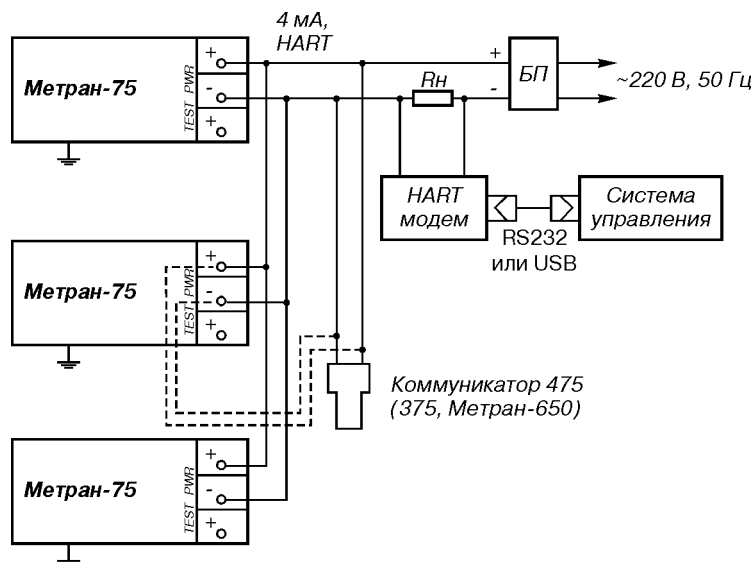 4 мА,
HART
Метран-75
+
-
+
TEST PWR
+
-
Rн
БП
~220 В, 50 Гц
HART
модем
RS232
или USB
Система
управления
Метран-75
+
-
+
TEST PWR
Коммуникатор 475
(375, Метран-650)
Метран-75
+
-
+
TEST PWR